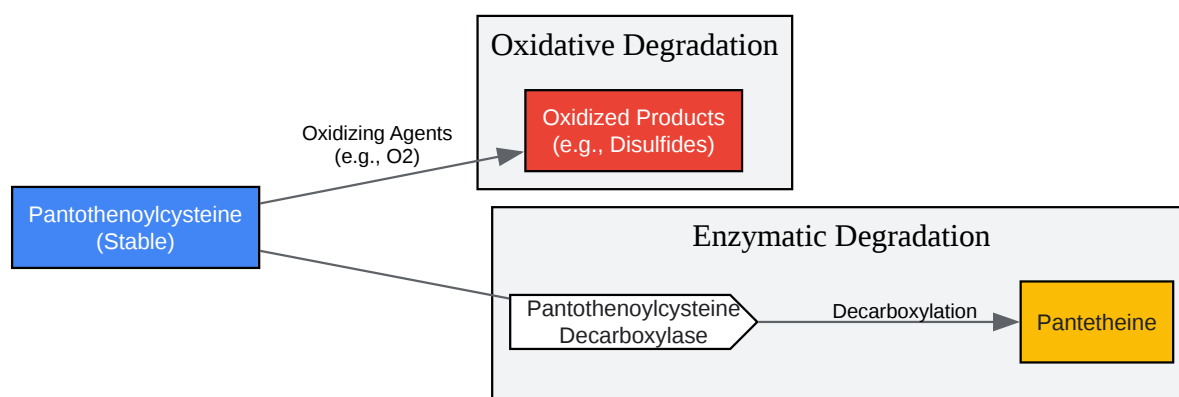 Oxidative Degradation
Oxidized Products
(e.g., Disulfides)
Oxidizing Agents
(e.g., O2)
Pantothenoylcysteine
(Stable)
Enzymatic Degradation
Pantothenoylcysteine
Decarboxylase
Decarboxylation
Pantetheine